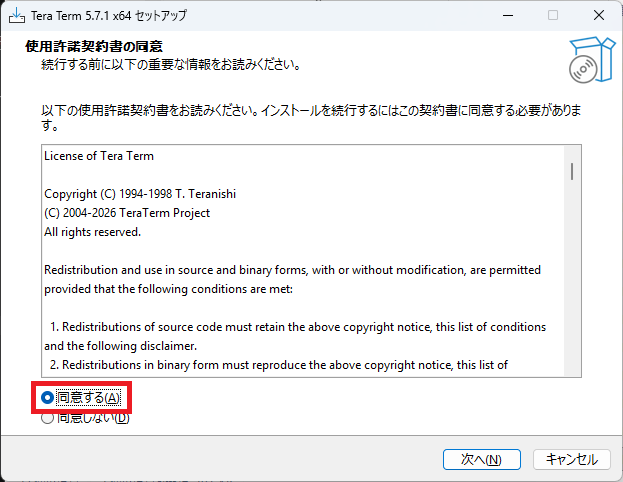 Tera Term 5.7.1 x64 セットアップ
使用許諾契約書の同意
続行する前に以下の重要な情報をお読みください。
以下の使用許諾契約書をお読みください。インストールを続行するにはこの契約書に同意する必要がありま
す。
License of Tera Term
Copyright (C) 1994-1998 T. Teranishi
(C) 2004-2026 TeraTerm Project
All rights reserved.
Redistribution and use in source and binary forms, with or without modification, are permitted
provided that the following conditions are met:
1. Redistributions of source code must retain the above copyright notice, this list of conditions
and the following disclaimer.
2. Redistributions in binary form must reproduce the above copyright notice, this list of
同意する(A)
同意しない(D)
次へ(N)
キャンセル